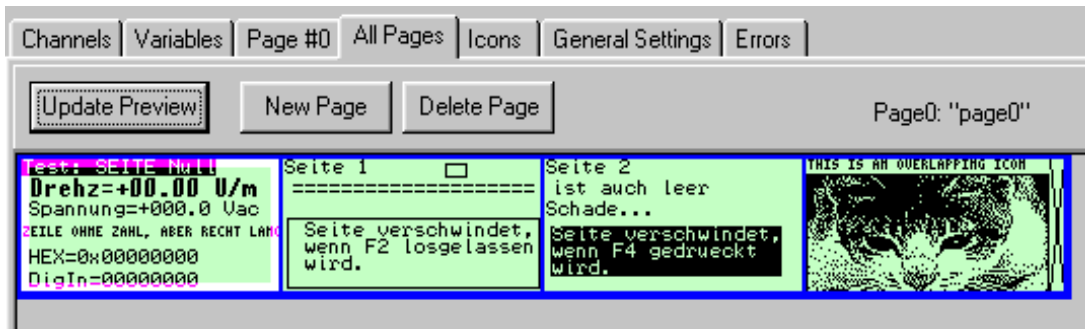 Channels Variables Page #0 All Pages Icons General Settings Errors
Update Preview New Page Delete Page Page0: "page0"
Test: SEITE Null
Drehz=+00.00 U/m
Spannung=+000.0 Vac
ZEILE OHNE ZAHL, ABER RECHT LANG
HEX=0x00000000
DigIn=00000000
Seite 1
=====================
Seite verschwindet,
wenn F2 losgelassen
wird.
Seite 2
ist auch leer
Schade...
Seite verschwindet,
wenn F4 gedrueckt
wird.
THIS IS AN OVERLAPPING ICON